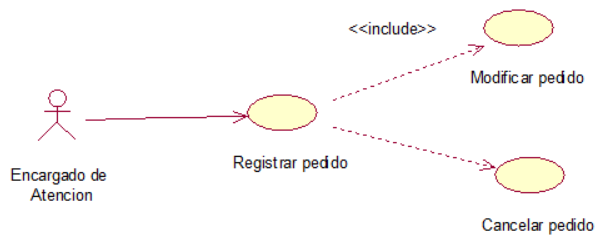 <<include>>
Modificar pedido
Registrar pedido
Encargado de
Atencion
Cancelar pedido